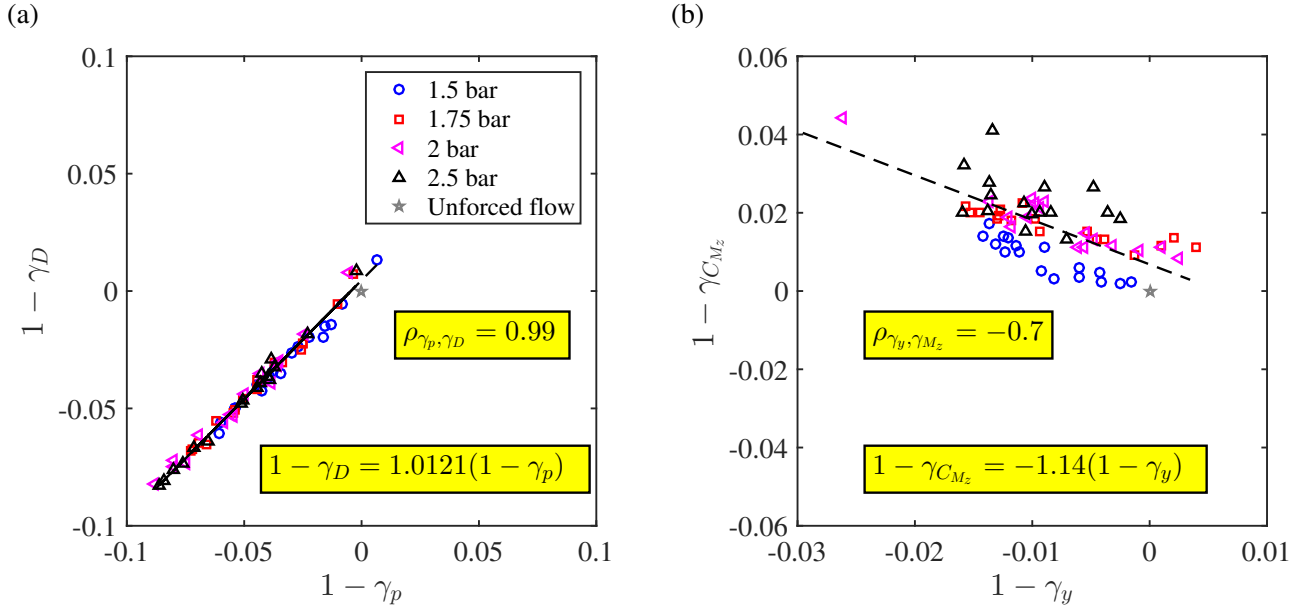 (a)
0.1
0.05
0
-0.05
-0.1
1 − γ_D
1.5 bar
1.75 bar
2 bar
2.5 bar
Unforced flow
ρ_{γ_p,γ_D} = 0.99
1 − γ_D = 1.0121(1 − γ_p)
-0.1 -0.05 0 0.05 0.1
1 − γ_p
(b)
0.06
0.04
0.02
0
-0.02
-0.04
-0.06
1 − γ_{C_{M_z}}
ρ_{γ_y,γ_{M_z}} = −0.7
1 − γ_{C_{M_z}} = −1.14(1 − γ_y)
-0.03 -0.02 -0.01 0 0.01
1 − γ_y